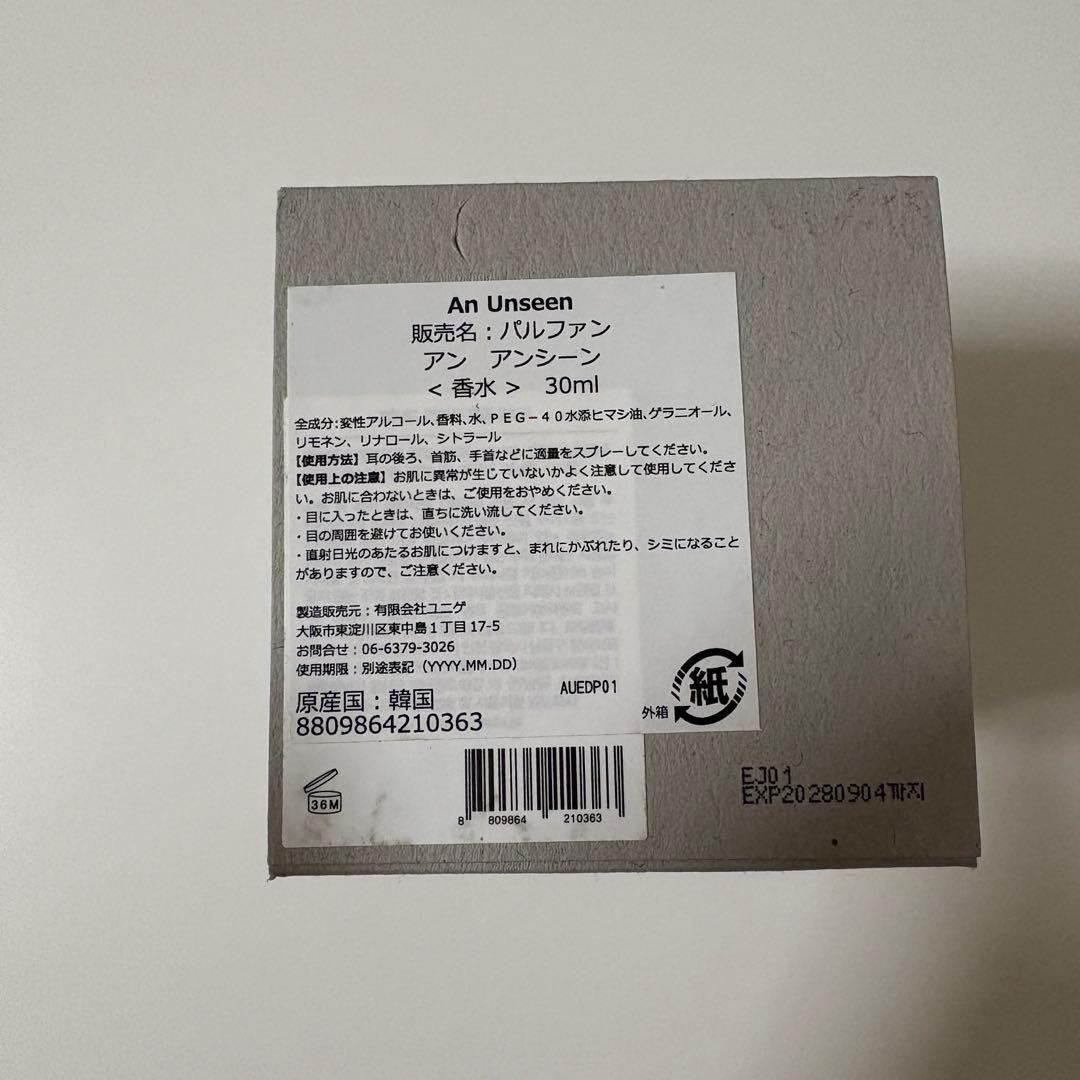 An Unseen
販売名：パルファン
アン　アンシーン
＜香水＞　30ml
全成分：変性アルコール、香料、水、ＰＥＧ－４０水添ヒマシ油、ゲラニオール、
リモネン、リナロール、シトラール
【使用方法】耳の後ろ、首筋、手首などに適量をスプレーしてください。
【使用上の注意】お肌に異常が生じていないかよく注意して使用してくださ
い。お肌に合わないときは、ご使用をおやめください。
・目に入ったときは、直ちに洗い流してください。
・目の周囲を避けてお使いください。
・直射日光のあたるお肌につけますと、まれにかぶれたり、シミになること
がありますので、ご注意ください。
製造販売元：有限会社ユニゲ
大阪市東淀川区東中島１丁目17-5
お問合せ：06-6379-3026
使用期限：別途表記（YYYY.MM.DD）
AUEDP01
原産国：韓国
8809864210363
外箱
紙
36M
8 809864 210363
EJ01
EXP20280904까지